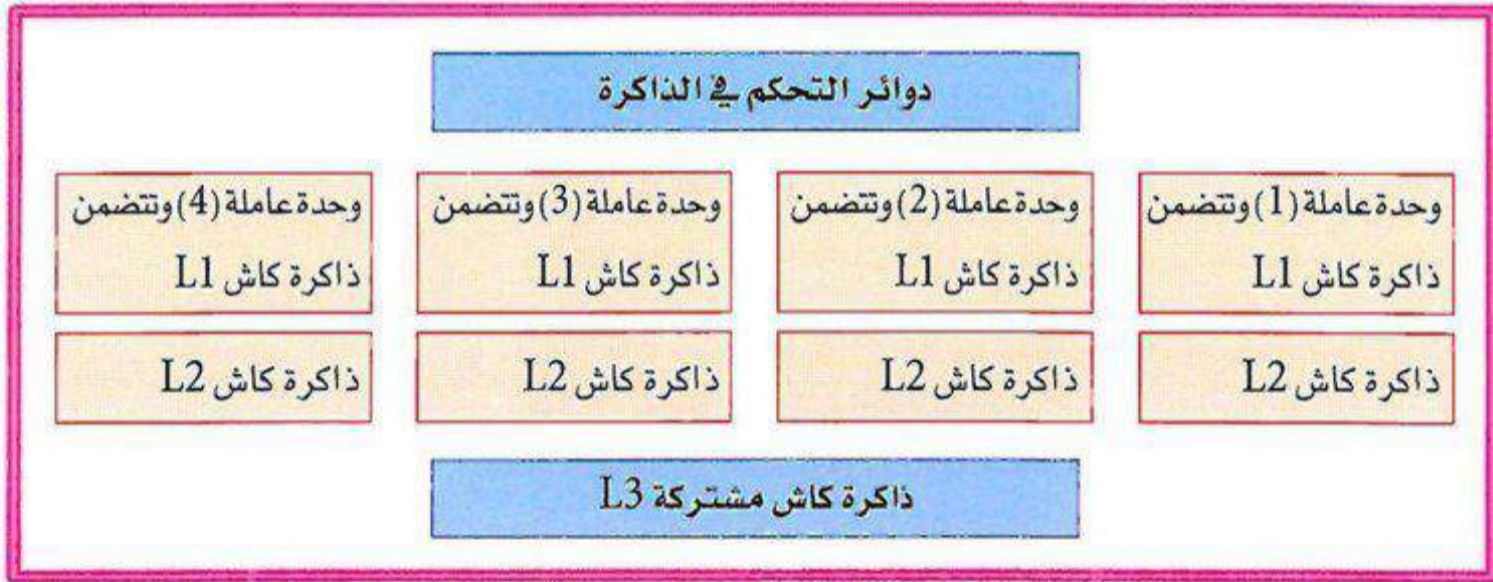 دوائر التحكم في الذاكرة
وحدة عاملة (1) وتتضمن
ذاكرة كاش L1
وحدة عاملة (2) وتتضمن
ذاكرة كاش L1
وحدة عاملة (3) وتتضمن
ذاكرة كاش L1
وحدة عاملة (4) وتتضمن
ذاكرة كاش L1
ذاكرة كاش L2
ذاكرة كاش L2
ذاكرة كاش L2
ذاكرة كاش L2
ذاكرة كاش مشتركة L3